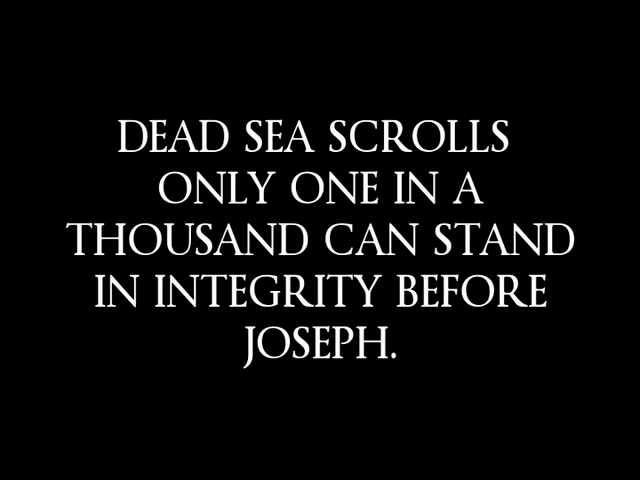 DEAD SEA SCROLLS
ONLY ONE IN A
THOUSAND CAN STAND
IN INTEGRITY BEFORE
JOSEPH.